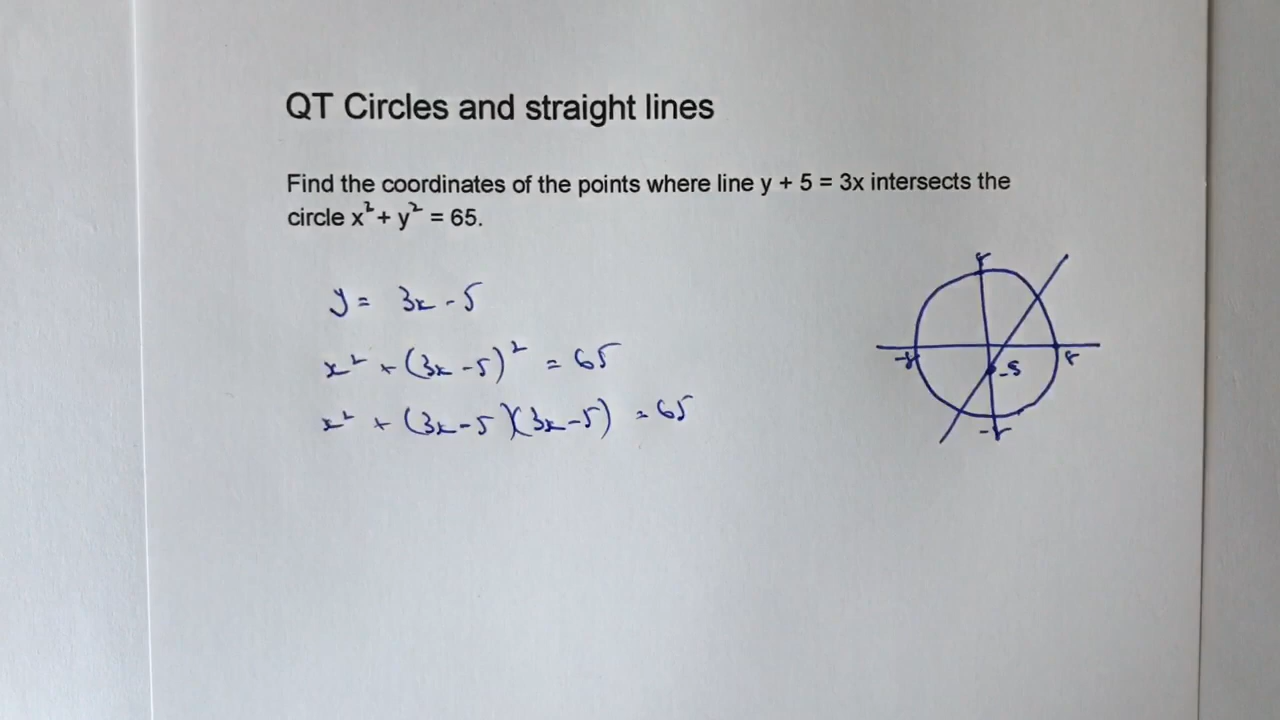 QT Circles and straight lines
Find the coordinates of the points where line y + 5 = 3x intersects the
circle x² + y² = 65.
y = 3x - 5
x² + (3x - 5)² = 65
x² + (3x - 5)(3x - 5) = 65
r
-r
r
-5
-r